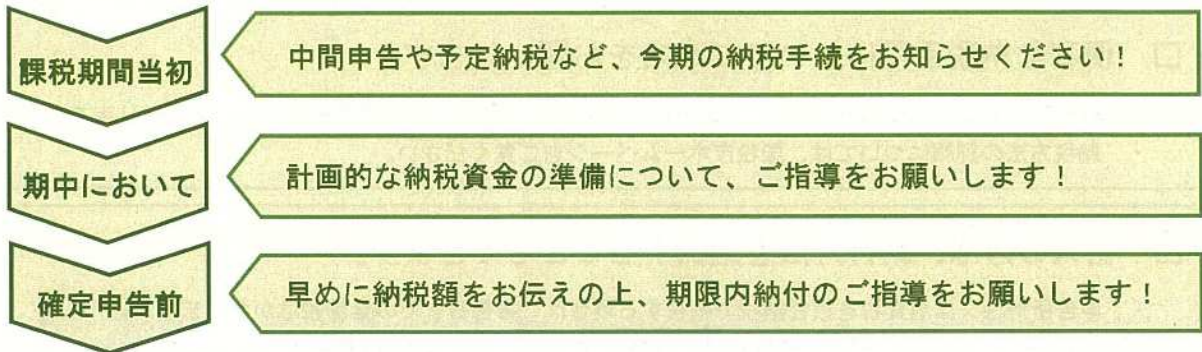 課税期間当初
中間申告や予定納税など、今期の納税手続をお知らせください！
期中において
計画的な納税資金の準備について、ご指導をお願いします！
確定申告前
早めに納税額をお伝えの上、期限内納付のご指導をお願いします！